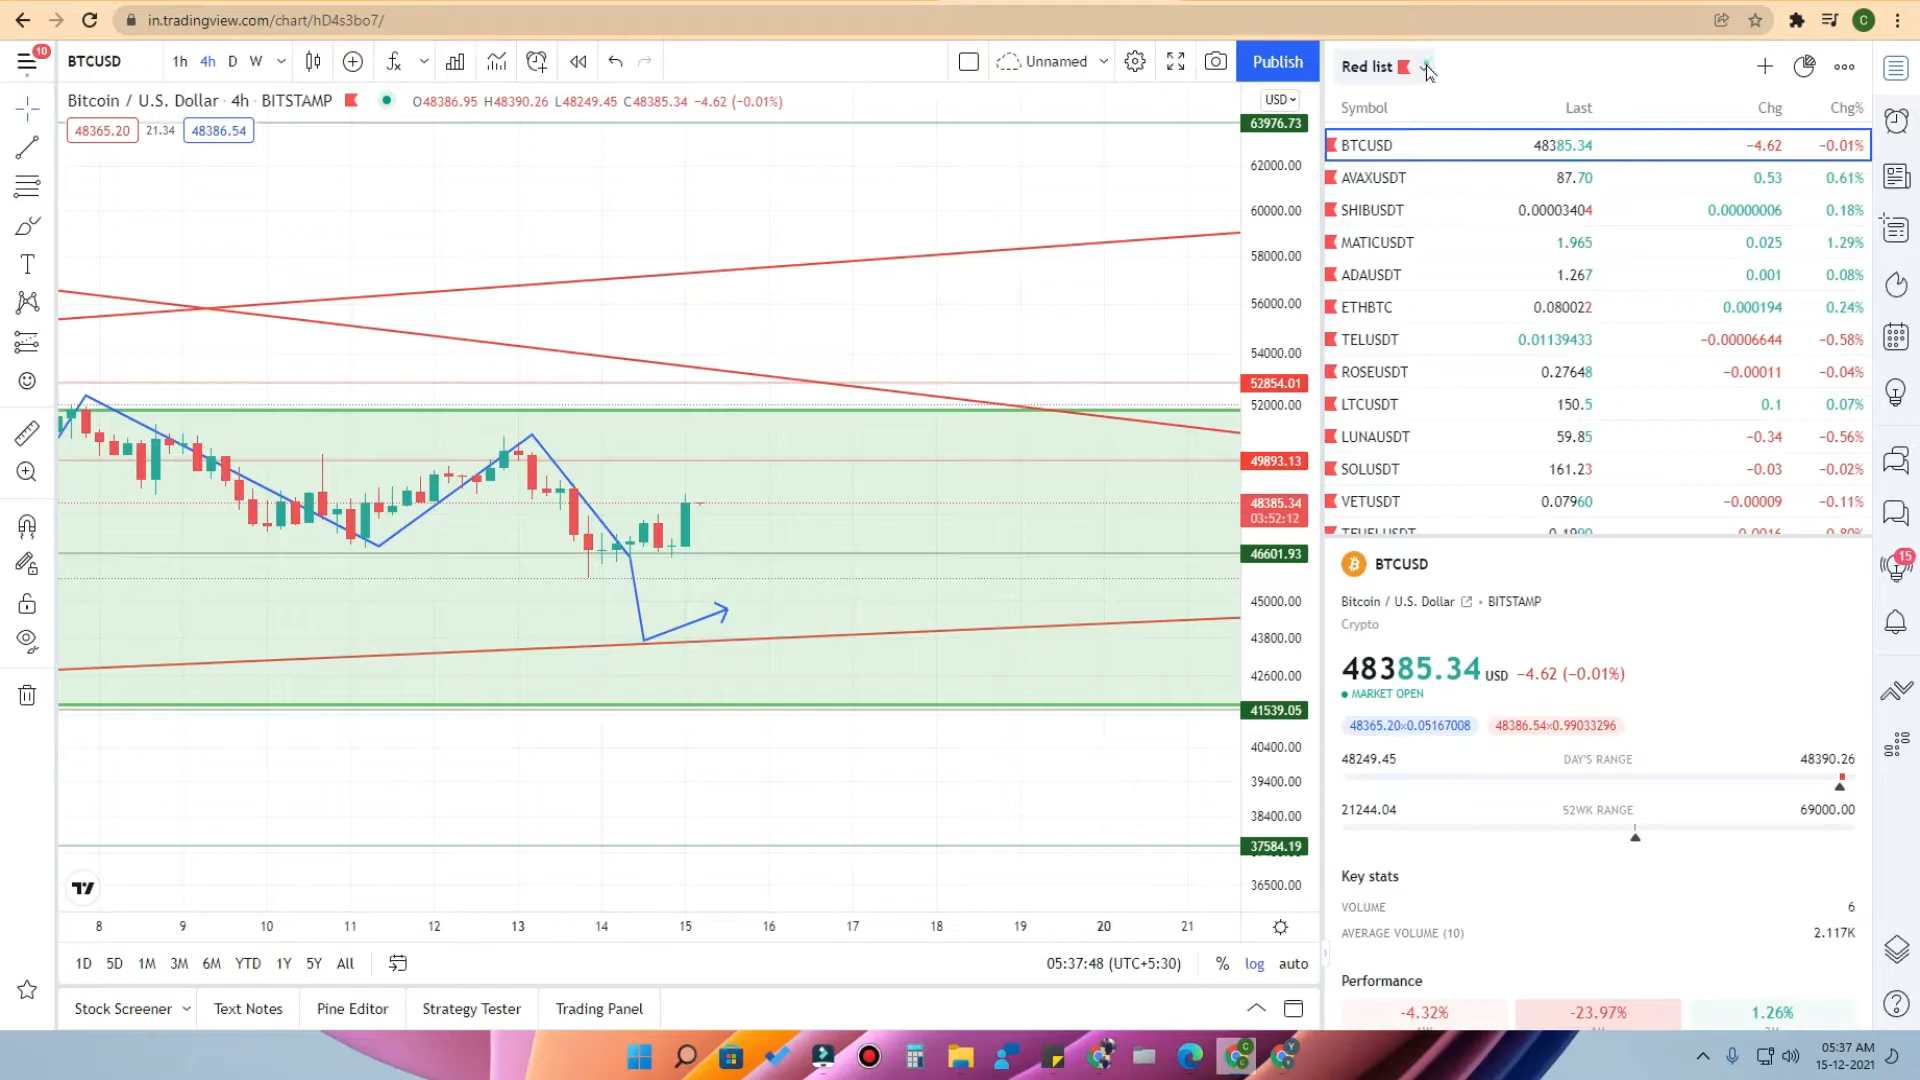 in.tradingview.com/chart/hD4s3bo7/
C
10
BTCUSD 1h 4h D W
Unnamed
Publish
Bitcoin / U.S. Dollar · 4h · BITSTAMP O48386.95 H48390.26 L48249.45 C48385.34 −4.62 (−0.01%)
48365.20 21.34 48386.54
USD
63976.73
62000.00
60000.00
58000.00
56000.00
54000.00
52854.01
52000.00
49893.13
48385.34
03:52:12
46601.93
45000.00
43800.00
42600.00
41539.05
40400.00
39400.00
38400.00
37584.19
36500.00
8 9 10 11 12 13 14 15 16 17 18 19 20 21
1D 5D 1M 3M 6M YTD 1Y 5Y All
05:37:48 (UTC+5:30) % log auto
Stock Screener Text Notes Pine Editor Strategy Tester Trading Panel
Red list
Symbol Last Chg Chg%
BTCUSD 48385.34 −4.62 −0.01%
AVAXUSDT 87.70 0.53 0.61%
SHIBUSDT 0.00003404 0.00000006 0.18%
MATICUSDT 1.965 0.025 1.29%
ADAUSDT 1.267 0.001 0.08%
ETHBTC 0.080022 0.000194 0.24%
TELUSDT 0.01139433 −0.00006644 −0.58%
ROSEUSDT 0.27648 −0.00011 −0.04%
LTCUSDT 150.5 0.1 0.07%
LUNAUSDT 59.85 −0.34 −0.56%
SOLUSDT 161.23 −0.03 −0.02%
VETUSDT 0.07960 −0.00009 −0.11%
BTCUSD
Bitcoin / U.S. Dollar · BITSTAMP
Crypto
48385.34 USD −4.62 (−0.01%)
MARKET OPEN
48365.20×0.05167008 48386.54×0.99033296
48249.45 DAY'S RANGE 48390.26
21244.04 52WK RANGE 69000.00
Key stats
VOLUME 6
AVERAGE VOLUME (10) 2.117K
Performance
-4.32% -23.97% 1.26%
15
05:37 AM
15-12-2021